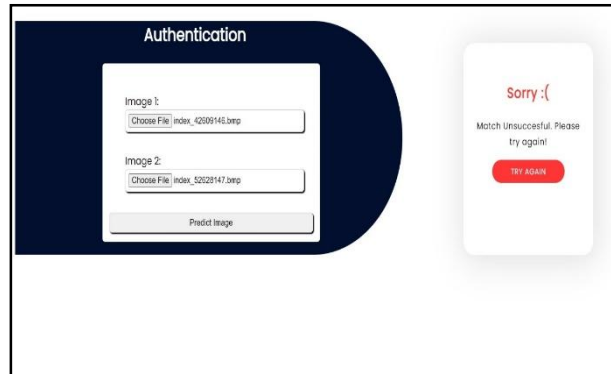 Authentication
Image 1:
Choose File index_42609146.bmp
Image 2:
Choose File index_52628147.bmp
Predict Image
Sorry :(
Match Unsuccesful. Please
try again!
TRY AGAIN